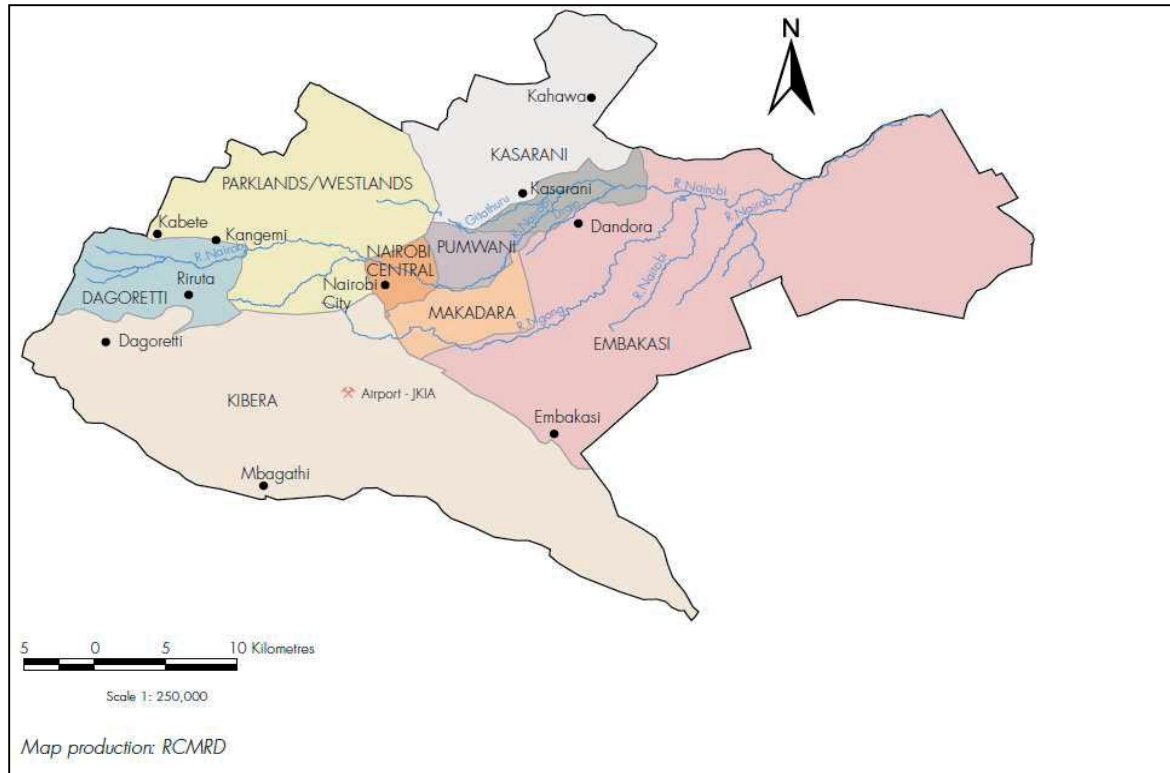 N
Kahawa
KASARANI
Kasarani
PARKLANDS/WESTLANDS
Gitathuru
R.Nairobi
R.Nairobi
Dandora
Kabete
Kangemi
PUMWANI
R.Nairobi
NAIROBI
CENTRAL
Riruta
Nairobi
City
R.Nairobi
DAGORETTI
MAKADARA
R.Ngong
EMBAKASI
Dagoretti
KIBERA
Airport - JKIA
Embakasi
Mbagathi
5 0 5 10 Kilometres
Scale 1: 250,000
Map production: RCMRD